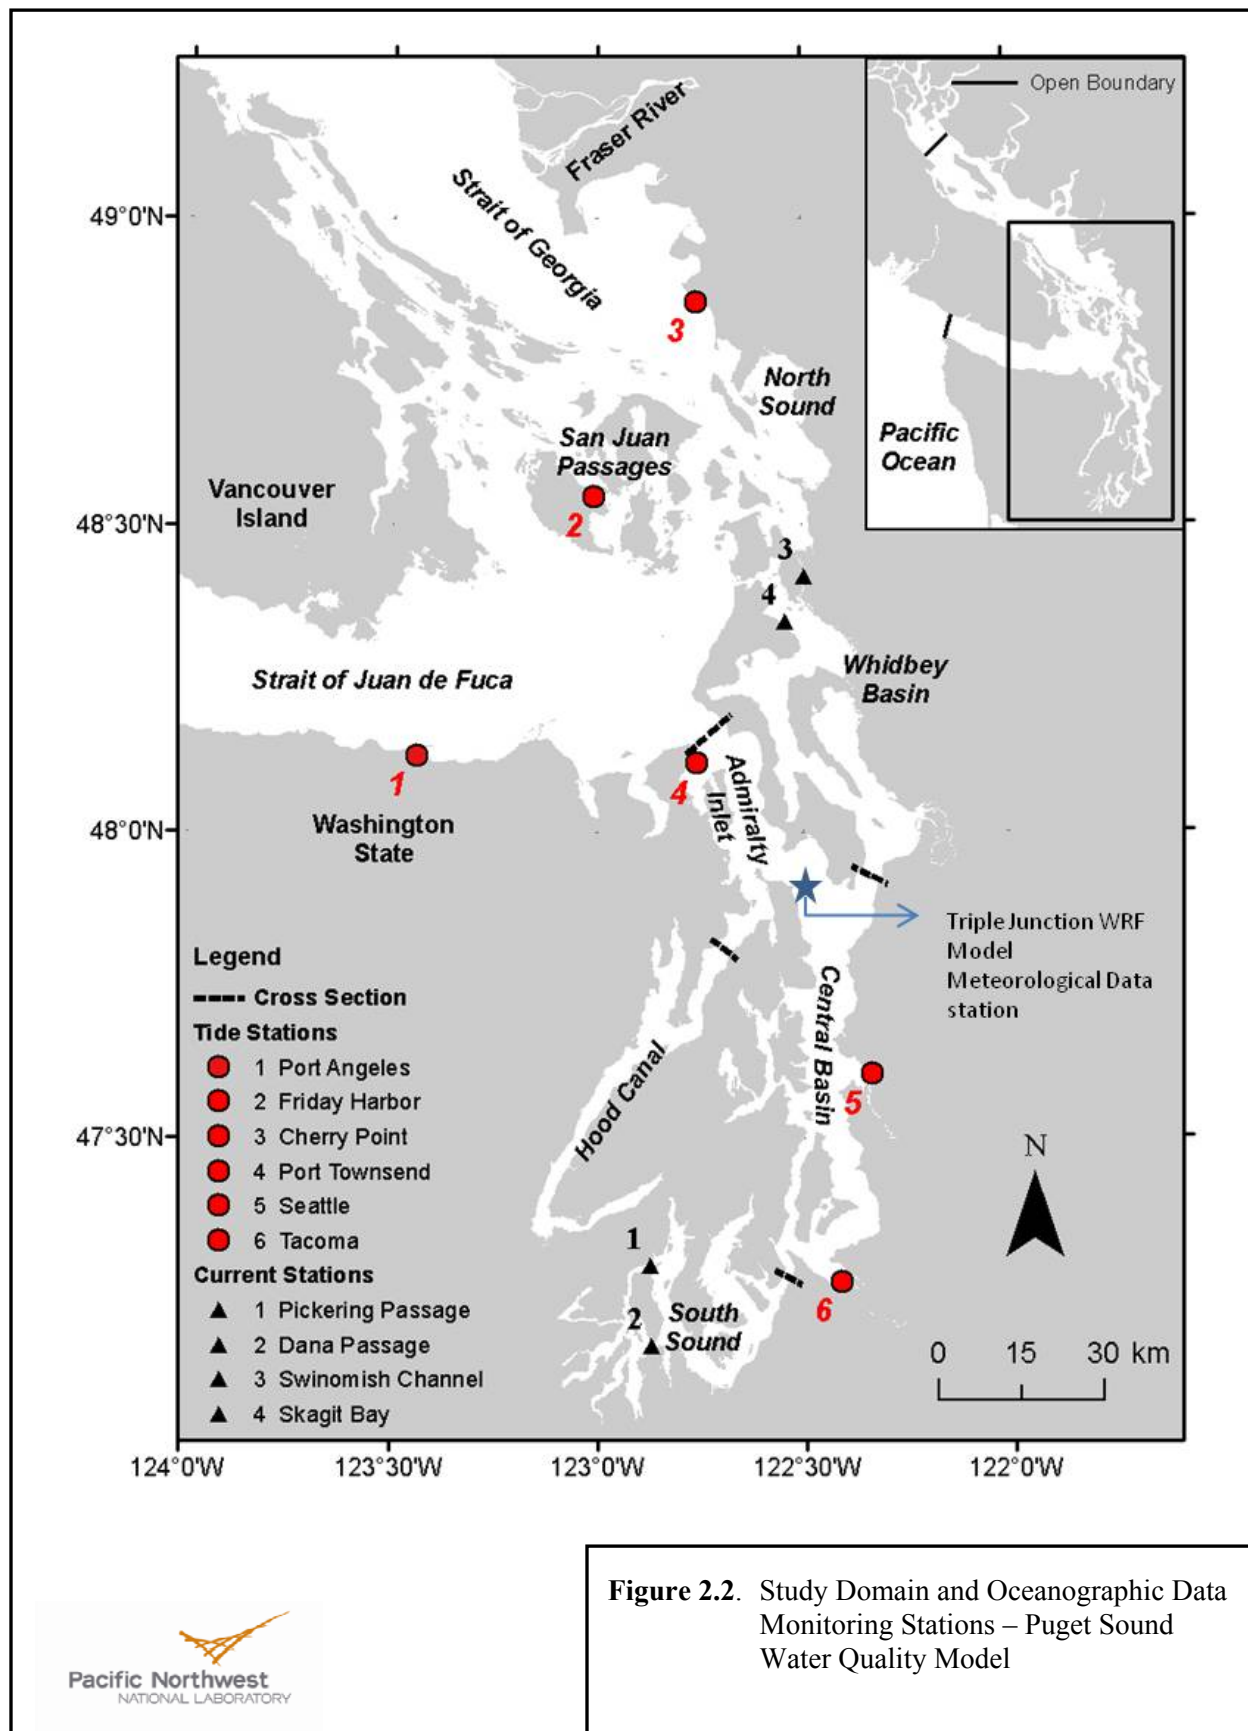 Open Boundary
Fraser River
Strait of Georgia
49°0'N
3
North
Sound
Pacific
Ocean
San Juan
Passages
Vancouver
Island
2
48°30'N
3
4
Whidbey
Basin
Strait of Juan de Fuca
1
4
Admiralty
Inlet
Washington
State
48°0'N
Triple Junction WRF
Model
Meteorological Data
station
Central Basin
Hood Canal
5
47°30'N
N
1
2
South
Sound
6
0 15 30 km
Legend
Cross Section
Tide Stations
1 Port Angeles
2 Friday Harbor
3 Cherry Point
4 Port Townsend
5 Seattle
6 Tacoma
Current Stations
1 Pickering Passage
2 Dana Passage
3 Swinomish Channel
4 Skagit Bay
124°0'W 123°30'W 123°0'W 122°30'W 122°0'W
Pacific Northwest
NATIONAL LABORATORY
Figure 2.2. Study Domain and Oceanographic Data
Monitoring Stations – Puget Sound
Water Quality Model